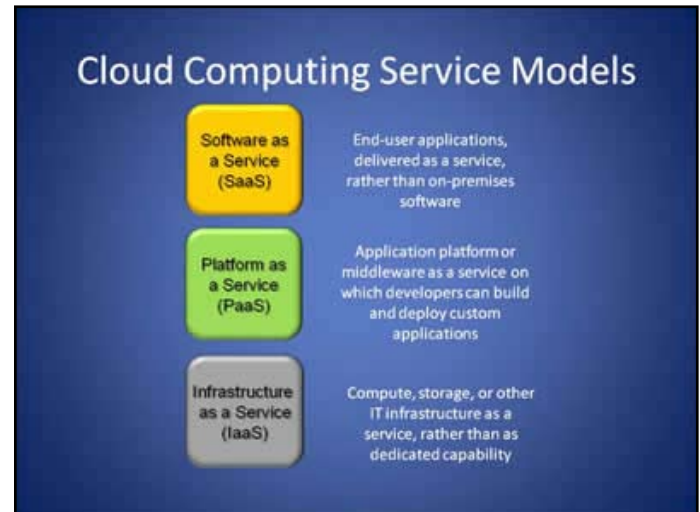 Cloud Computing Service Models
Software as
a Service
(SaaS)
End-user applications,
delivered as a service,
rather than on-premises
software
Platform as
a Service
(PaaS)
Application platform or
middleware as a service on
which developers can build
and deploy custom
applications
Infrastructure
as a Service
(IaaS)
Compute, storage, or other
IT infrastructure as a
service, rather than as
dedicated capability